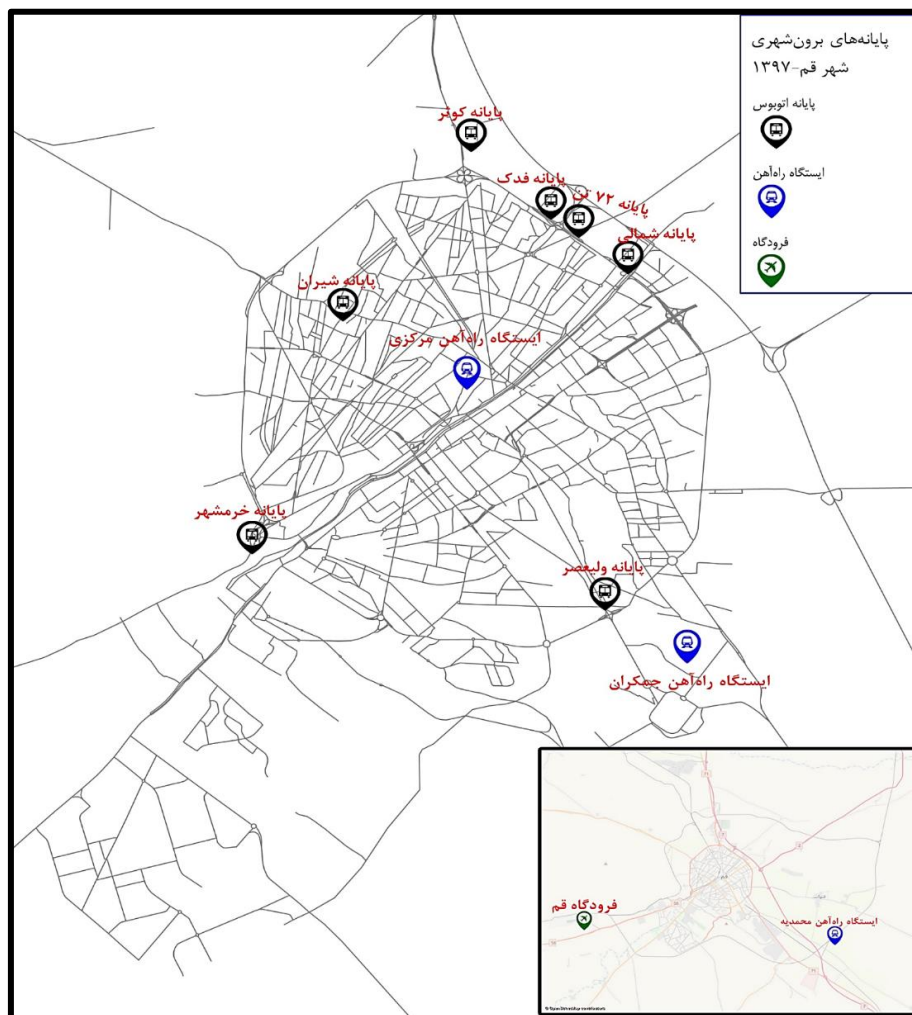 پایانه‌های برون‌شهری
شهر قم-۱۳۹۷
پایانه اتوبوس
ایستگاه راه‌آهن
فرودگاه
پایانه کوثر
پایانه فدک
پایانه ۷۲ تن
پایانه شمالی
پایانه شیران
ایستگاه راه‌آهن مرکزی
پایانه خرمشهر
پایانه ولیعصر
ایستگاه راه‌آهن جمکران
فرودگاه قم
ایستگاه راه‌آهن محمدیه
قم